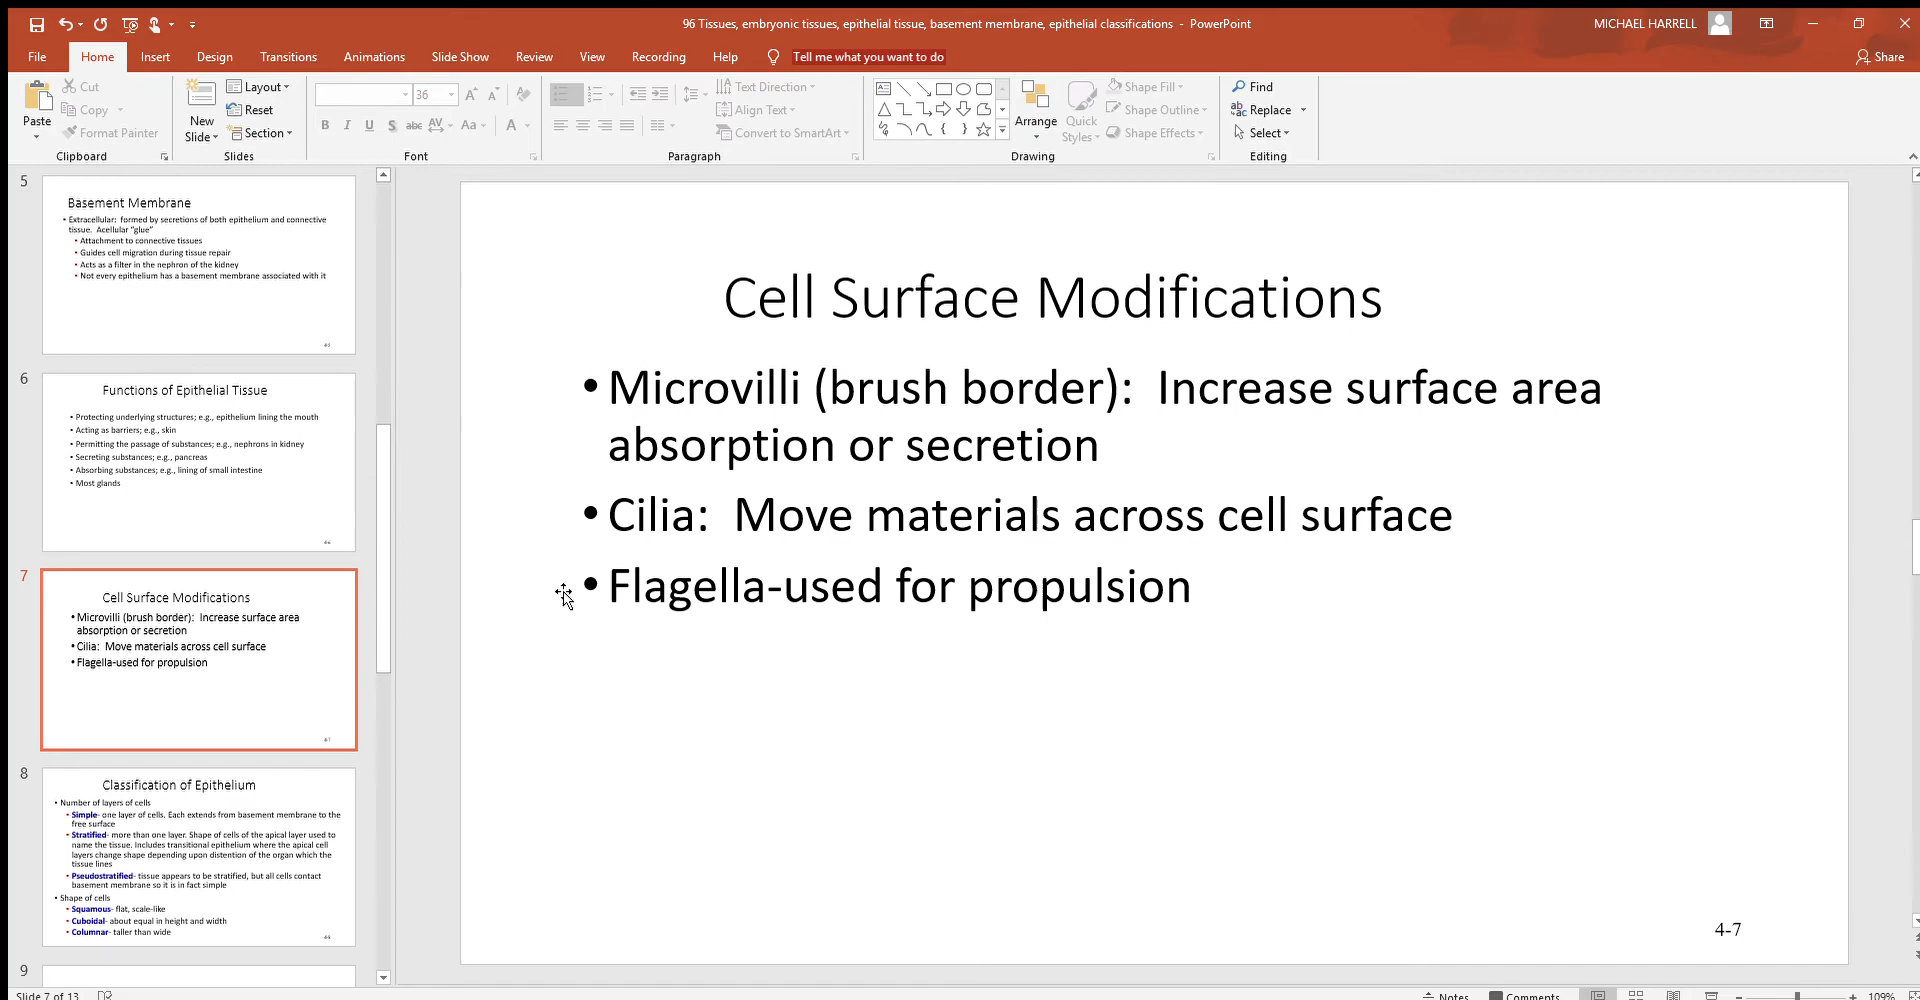 96 Tissues, embryonic tissues, epithelial tissue, basement membrane, epithelial classifications - PowerPoint
MICHAEL HARRELL
File Home Insert Design Transitions Animations Slide Show Review View Recording Help Tell me what you want to do
Share
Paste
Cut
Copy
Format Painter
Clipboard
New
Slide
Layout
Reset
Section
Slides
36
B I U S abc AV Aa A
Font
Text Direction
Align Text
Convert to SmartArt
Paragraph
Arrange
Quick
Styles
Shape Fill
Shape Outline
Shape Effects
Drawing
Find
Replace
Select
Editing
5
Basement Membrane
• Extracellular: formed by secretions of both epithelium and connective
tissue. Acellular “glue”
• Attachment to connective tissues
• Guides cell migration during tissue repair
• Acts as a filter in the nephron of the kidney
• Not every epithelium has a basement membrane associated with it
6
Functions of Epithelial Tissue
• Protecting underlying structures; e.g., epithelium lining the mouth
• Acting as barriers; e.g., skin
• Permitting the passage of substances; e.g., nephrons in kidney
• Secreting substances; e.g., pancreas
• Absorbing substances; e.g., lining of small intestine
• Most glands
7
Cell Surface Modifications
• Microvilli (brush border): Increase surface area
absorption or secretion
• Cilia: Move materials across cell surface
• Flagella-used for propulsion
8
Classification of Epithelium
• Number of layers of cells
• Simple- one layer of cells. Each extends from basement membrane to the
free surface
• Stratified- more than one layer. Shape of cells of the apical layer used to
name the tissue. Includes transitional epithelium where the apical cell
layers change shape depending upon distention of the organ which the
tissue lines
• Pseudostratified- tissue appears to be stratified, but all cells contact
basement membrane so it is in fact simple
• Shape of cells
• Squamous- flat, scale-like
• Cuboidal- about equal in height and width
• Columnar- taller than wide
9
Cell Surface Modifications
• Microvilli (brush border): Increase surface area
absorption or secretion
• Cilia: Move materials across cell surface
• Flagella-used for propulsion
4-7
Slide 7 of 13
Notes
Comments
109%